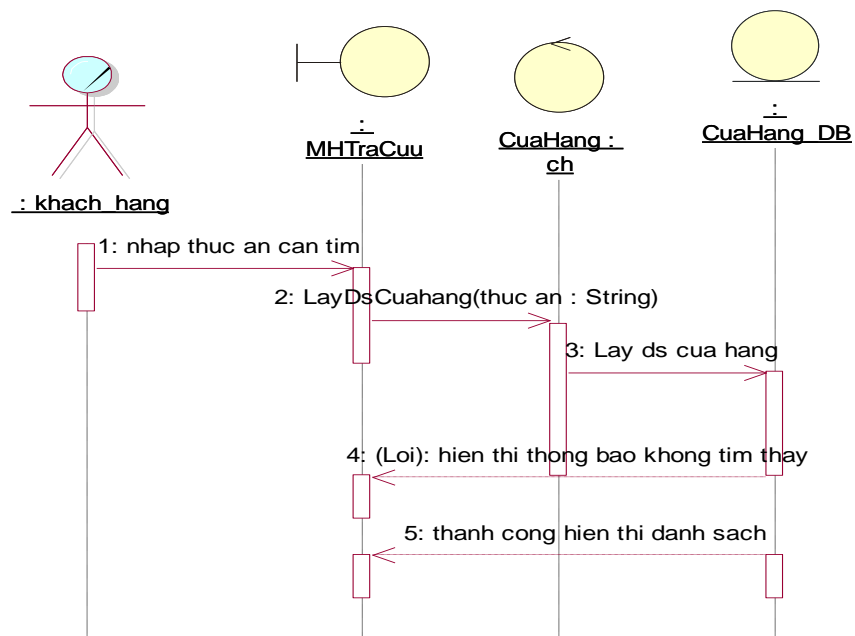 :
MHTraCuu
CuaHang :
ch
:
CuaHang_DB
: khach_hang
1: nhap thuc an can tim
2: LayDsCuahang(thuc an : String)
3: Lay ds cua hang
4: (Loi): hien thi thong bao khong tim thay
5: thanh cong hien thi danh sach